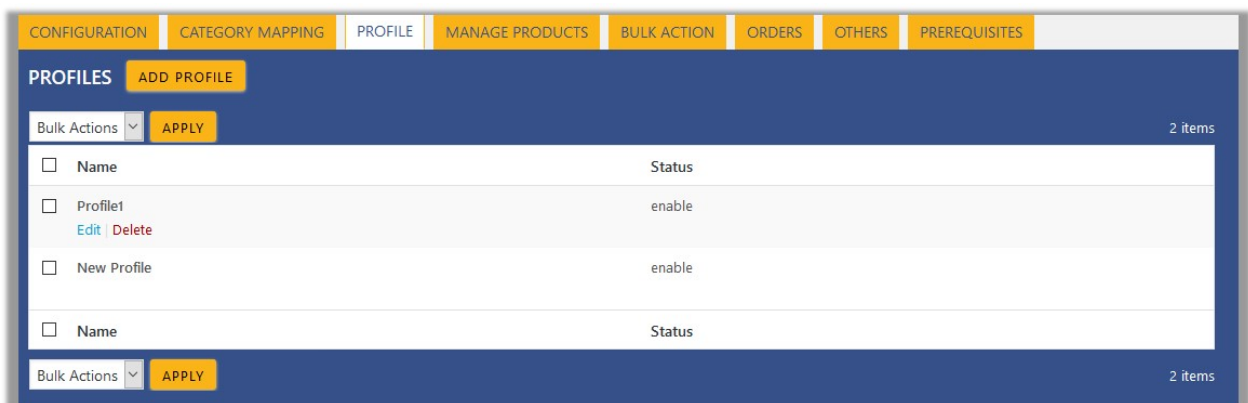 CONFIGURATION CATEGORY MAPPING PROFILE MANAGE PRODUCTS BULK ACTION ORDERS OTHERS PREREQUISITES
PROFILES ADD PROFILE
Bulk Actions APPLY 2 items
Name Status
Profile1 enable
Edit | Delete
New Profile enable
Name Status
Bulk Actions APPLY 2 items